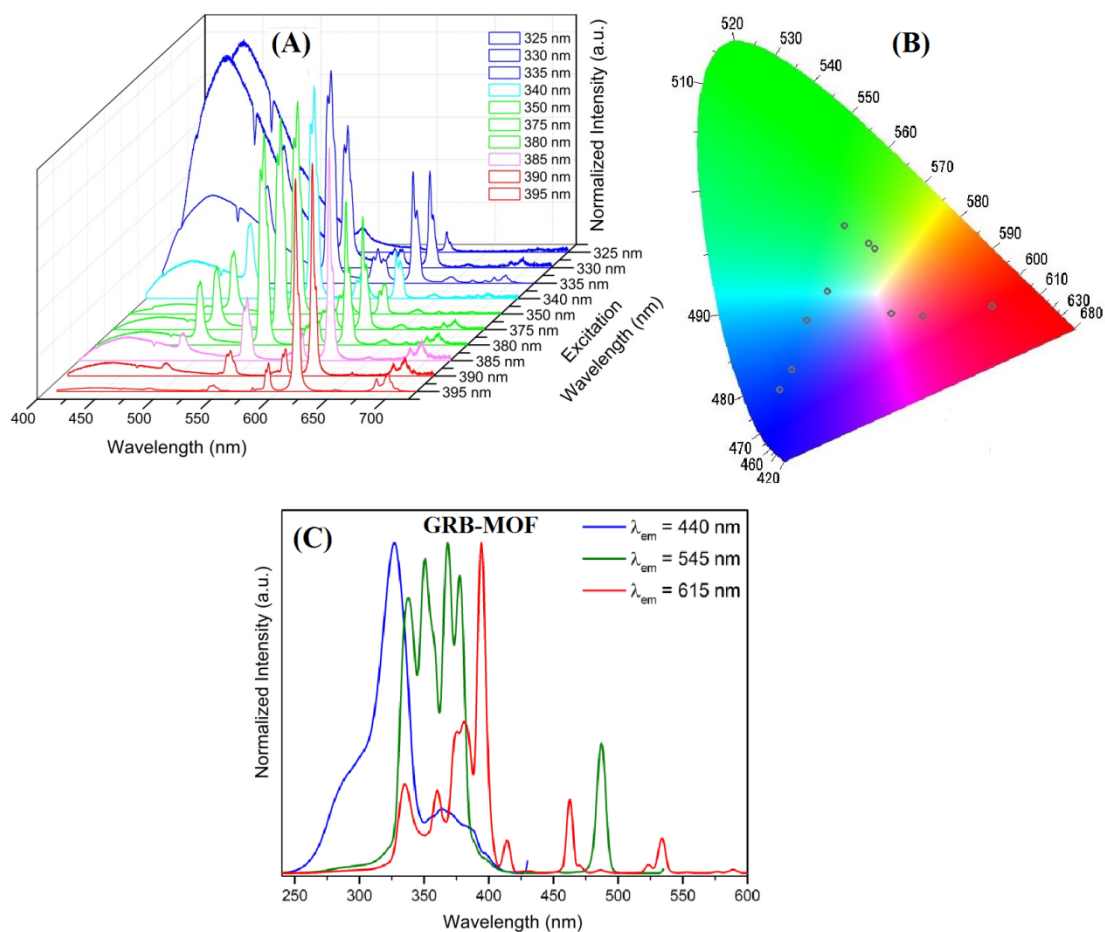 (A)
325 nm
330 nm
335 nm
340 nm
350 nm
375 nm
380 nm
385 nm
390 nm
395 nm
Normalized Intensity (a.u.)
325 nm
330 nm
335 nm
340 nm
350 nm
375 nm
380 nm
385 nm
390 nm
395 nm
Excitation
Wavelength (nm)
400 450 500 550 600 650 700
Wavelength (nm)
(B)
520
530
540
550
560
570
580
590
600
610
630
680
510
490
480
470
460
420
(C)
GRB-MOF
λem = 440 nm
λem = 545 nm
λem = 615 nm
Normalized Intensity (a.u.)
250 300 350 400 450 500 550 600
Wavelength (nm)